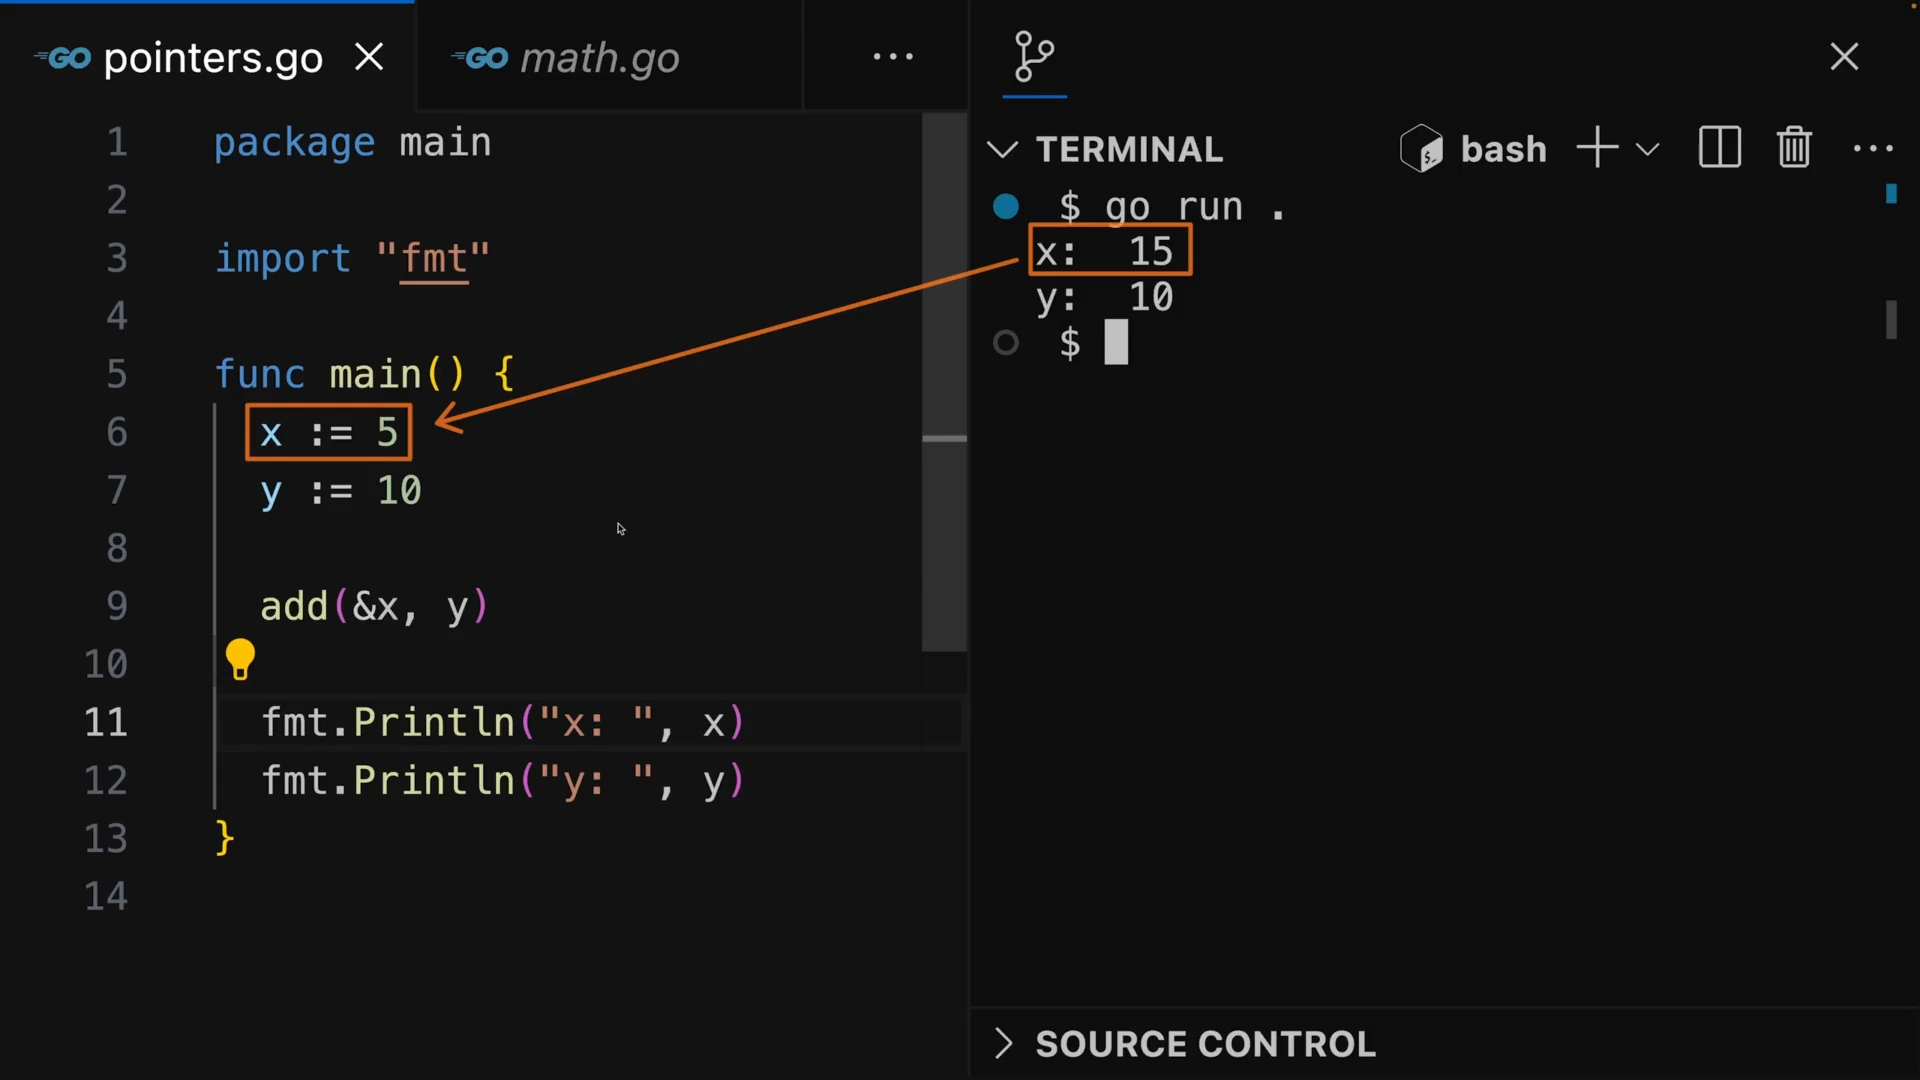 GO pointers.go
GO math.go
1 package main
2
3 import "fmt"
4
5 func main() {
6 x := 5
7 y := 10
8
9 add(&x, y)
10
11 fmt.Println("x: ", x)
12 fmt.Println("y: ", y)
13 }
14
TERMINAL
bash
$ go run .
x:  15
y:  10
$
SOURCE CONTROL